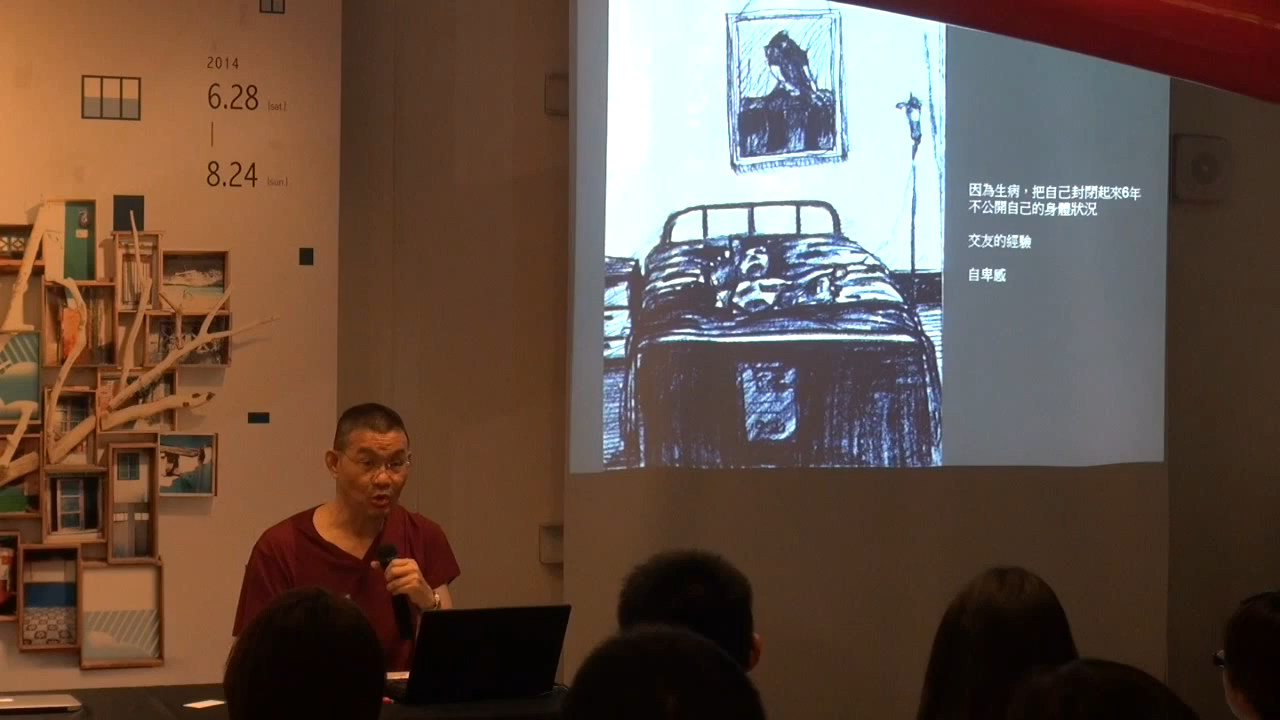 2014
6.28 [sat.]
8.24 [sun.]
因為生病，把自己封閉起來6年
不公開自己的身體狀況
交友的經驗
自卑感